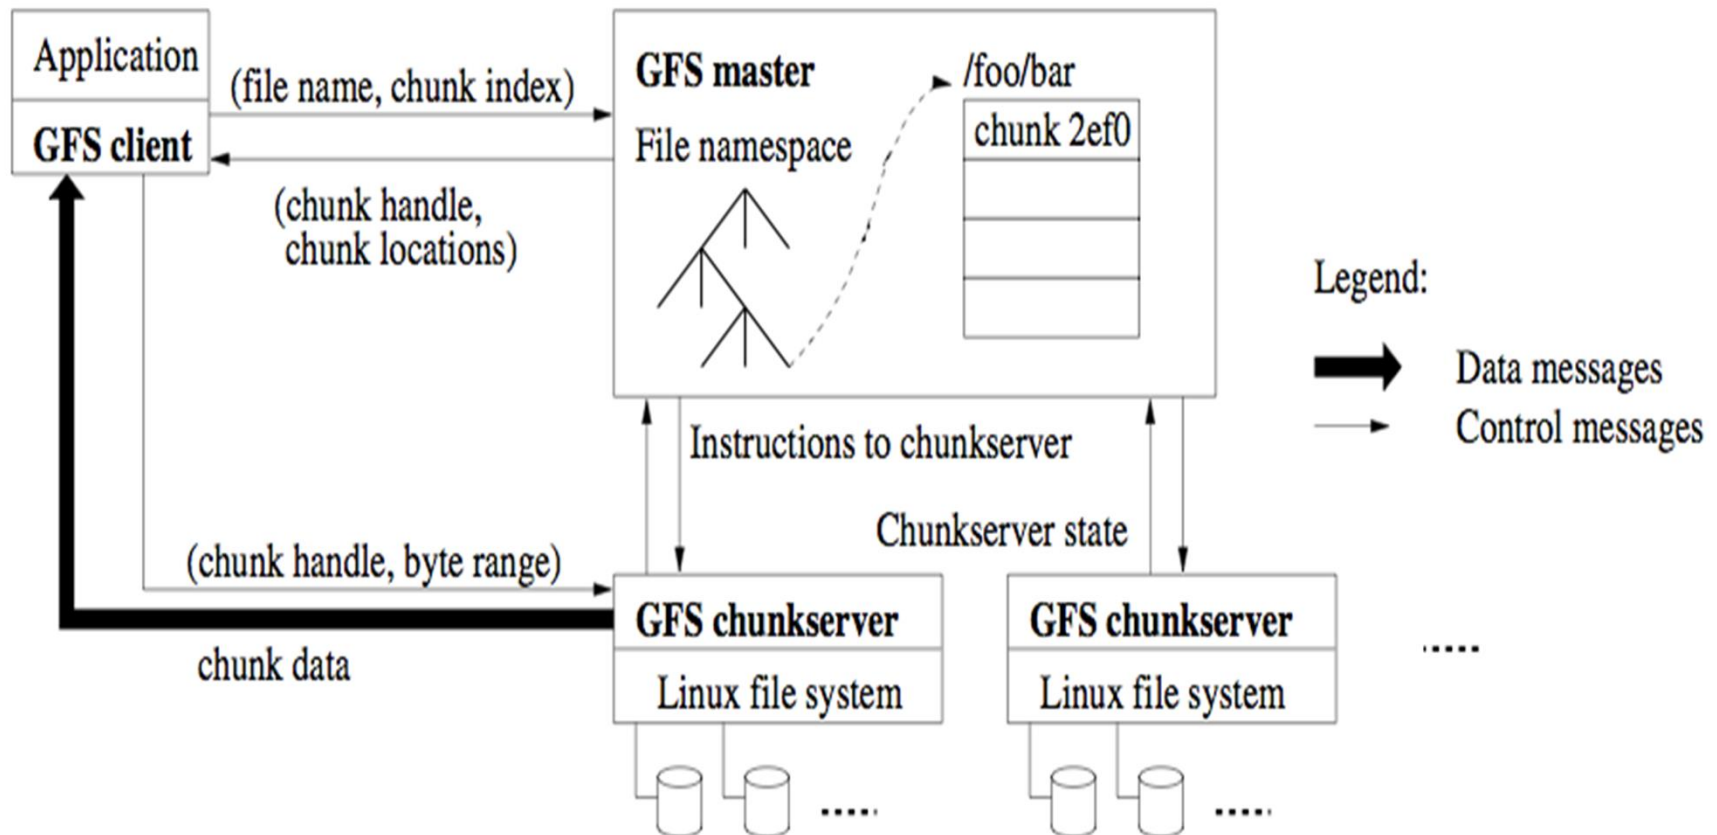 Application
GFS client
(file name, chunk index)
(chunk handle,
chunk locations)
GFS master
File namespace
/foo/bar
chunk 2ef0
Legend:
Data messages
Control messages
Instructions to chunkserver
Chunkserver state
(chunk handle, byte range)
chunk data
GFS chunkserver
Linux file system
GFS chunkserver
Linux file system